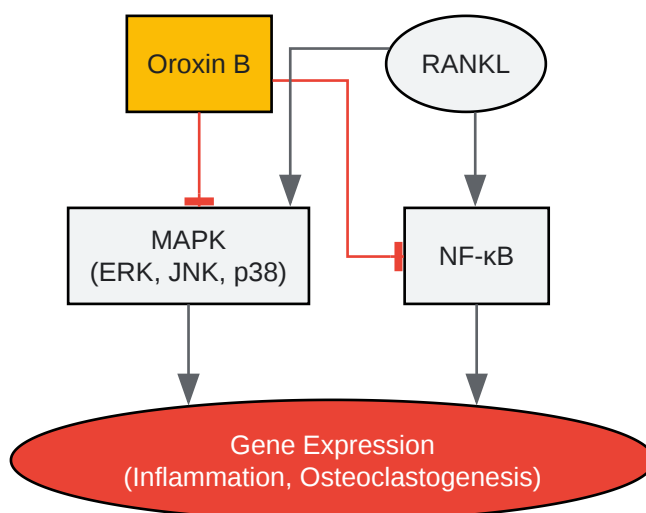 Oroxin B
RANKL
MAPK
(ERK, JNK, p38)
NF-κB
Gene Expression
(Inflammation, Osteoclastogenesis)